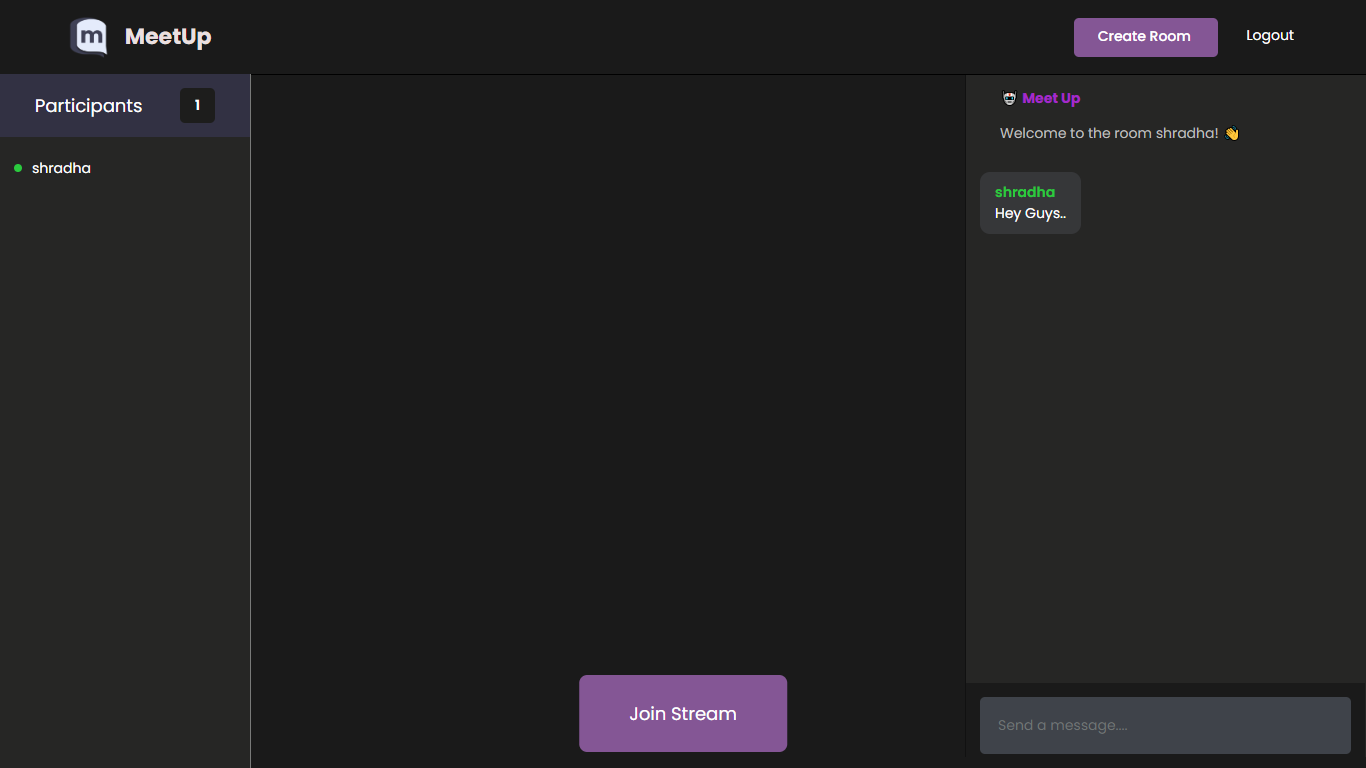 m MeetUp
Create Room
Logout
Participants
1
shradha
Meet Up
Welcome to the room shradha! 👋
shradha
Hey Guys..
Join Stream
Send a message....